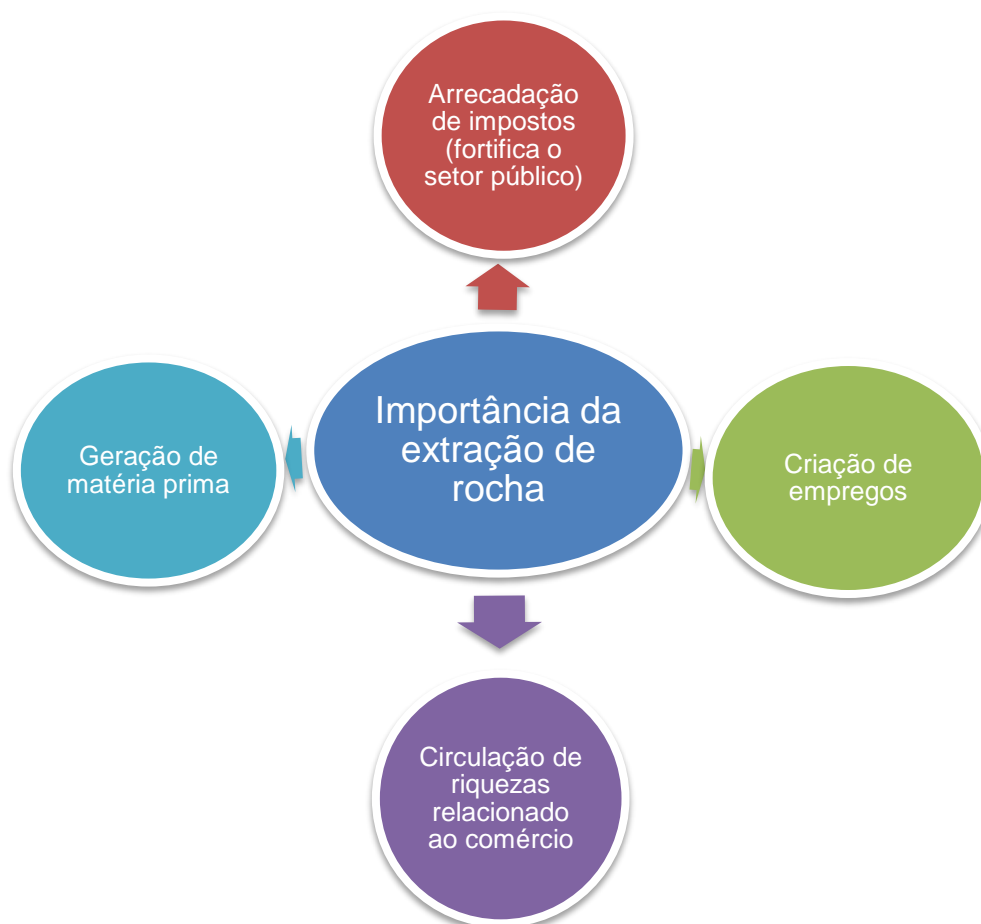 Arrecadação
de impostos
(fortifica o
setor público)
Importância da
extração de
rocha
Geração de
matéria prima
Criação de
empregos
Circulação de
riquezas
relacionado
ao comércio